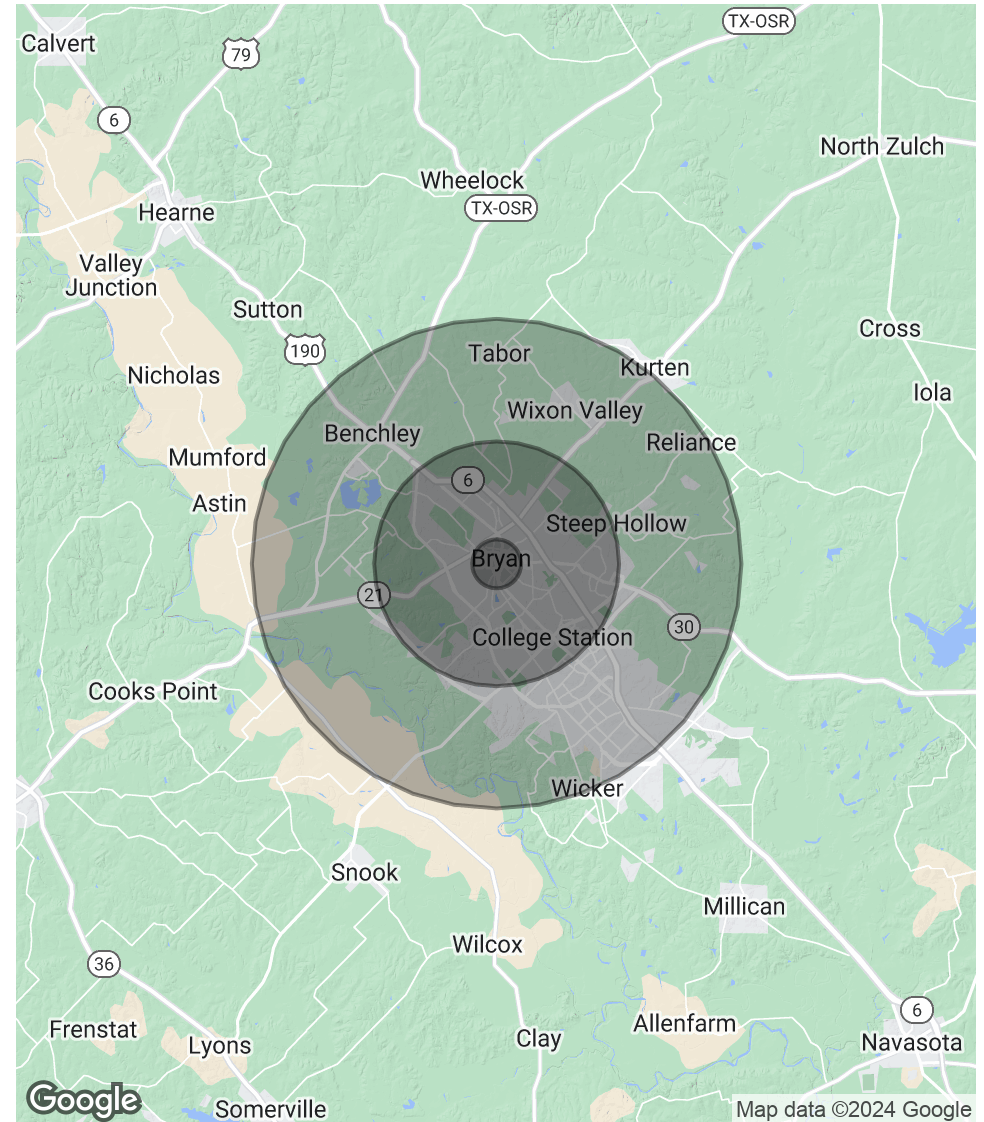 TX-OSR
Calvert
79
6
North Zulch
Wheelock
TX-OSR
Hearne
Valley
Junction
Sutton
Cross
190
Tabor
Kurten
Nicholas
Iola
Wixon Valley
Benchley
Reliance
Mumford
6
Astin
Steep Hollow
Bryan
21
30
College Station
Cooks Point
Wicker
Snook
Millican
Wilcox
36
6
Allenfarm
Frenstat
Clay
Navasota
Lyons
Google
Somerville
Map data ©2024 Google